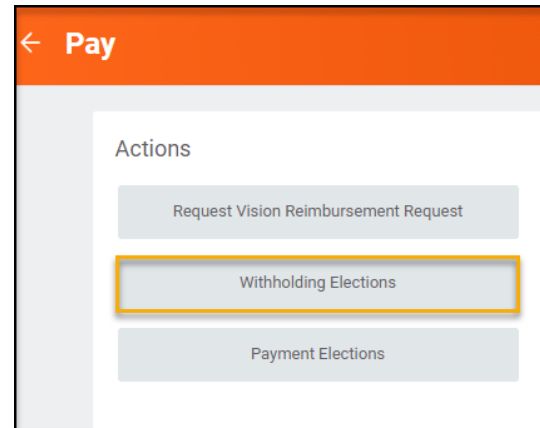 Pay
Actions
Request Vision Reimbursement Request
Withholding Elections
Payment Elections